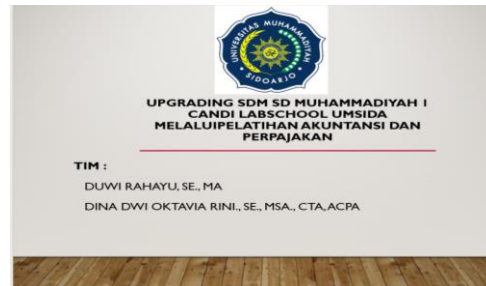 UNIVERSITAS MUHAMMADIYAH
SIDOARJO
UPGRADING SDM SD MUHAMMADIYAH I
CANDI LABSCHOOL UMSIDA
MELALUIPELATIHAN AKUNTANSI DAN
PERPAJAKAN
TIM :
DUWI RAHAYU, SE., MA
DINA DWI OKTAVIA RINI., SE., MSA., CTA, ACPA